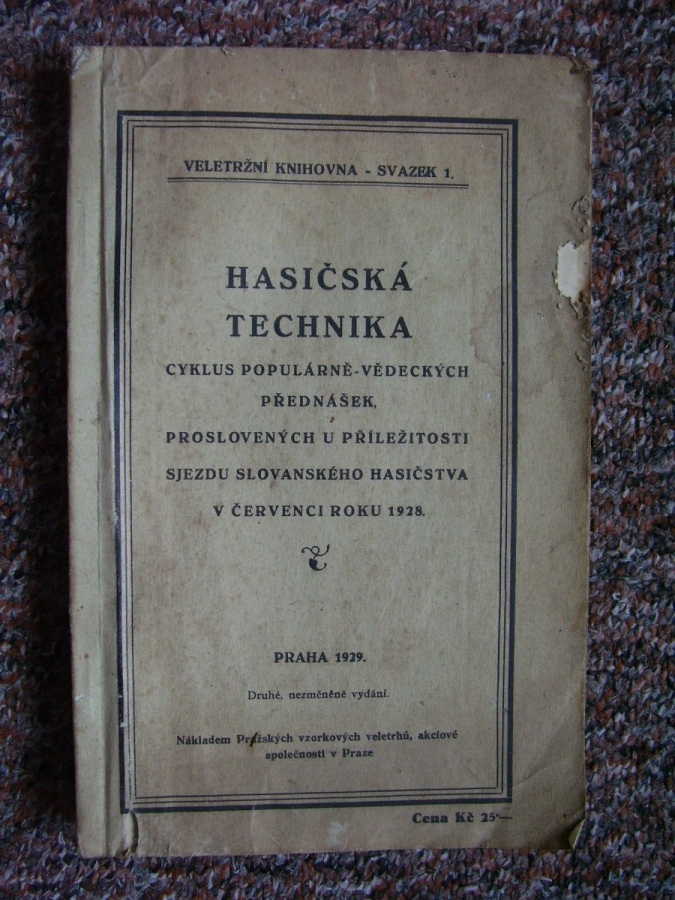 VELETRŽNÍ KNIHOVNA - SVAZEK 1.
HASIČSKÁ
TECHNIKA
CYKLUS POPULÁRNĚ-VĚDECKÝCH
PŘEDNÁŠEK,
PROSLOVENÝCH U PŘÍLEŽITOSTI
SJEZDU SLOVANSKÉHO HASIČSTVA
V ČERVENCI ROKU 1928.
PRAHA 1929.
Druhé, nezměněné vydání.
Nákladem Pražských vzorkových veletrhů, akciové
společnosti v Praze
Cena Kč 25·—